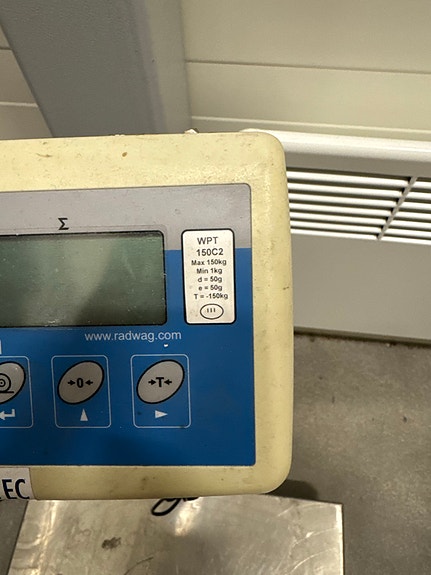 Σ
WPT
150C2
Max 150kg
Min 1kg
d = 50g
e = 50g
T = -150kg
III
www.radwag.com
→0←
→T←
EC